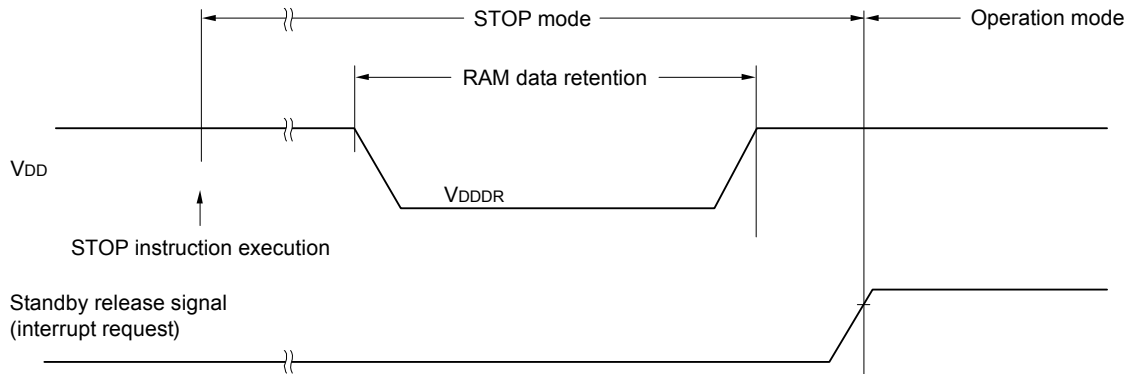 STOP mode
Operation mode
RAM data retention
VDD
VDDDR
STOP instruction execution
Standby release signal
(interrupt request)